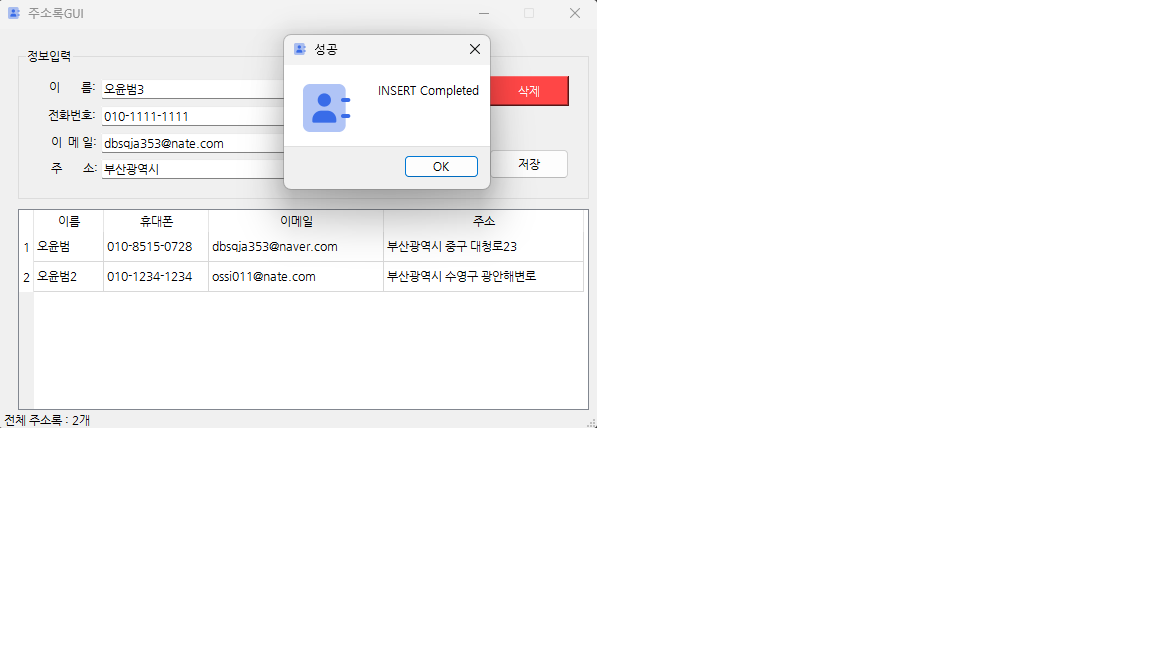 주소록GUI
정보입력
이 름: 오윤범3
전화번호: 010-1111-1111
이 메 일: dbsqja353@nate.com
주 소: 부산광역시
삭제
저장
성공
INSERT Completed
OK
이름 휴대폰 이메일 주소
1 오윤범 010-8515-0728 dbsqja353@naver.com 부산광역시 중구 대청로23
2 오윤범2 010-1234-1234 ossi011@nate.com 부산광역시 수영구 광안해변로
전체 주소록 : 2개